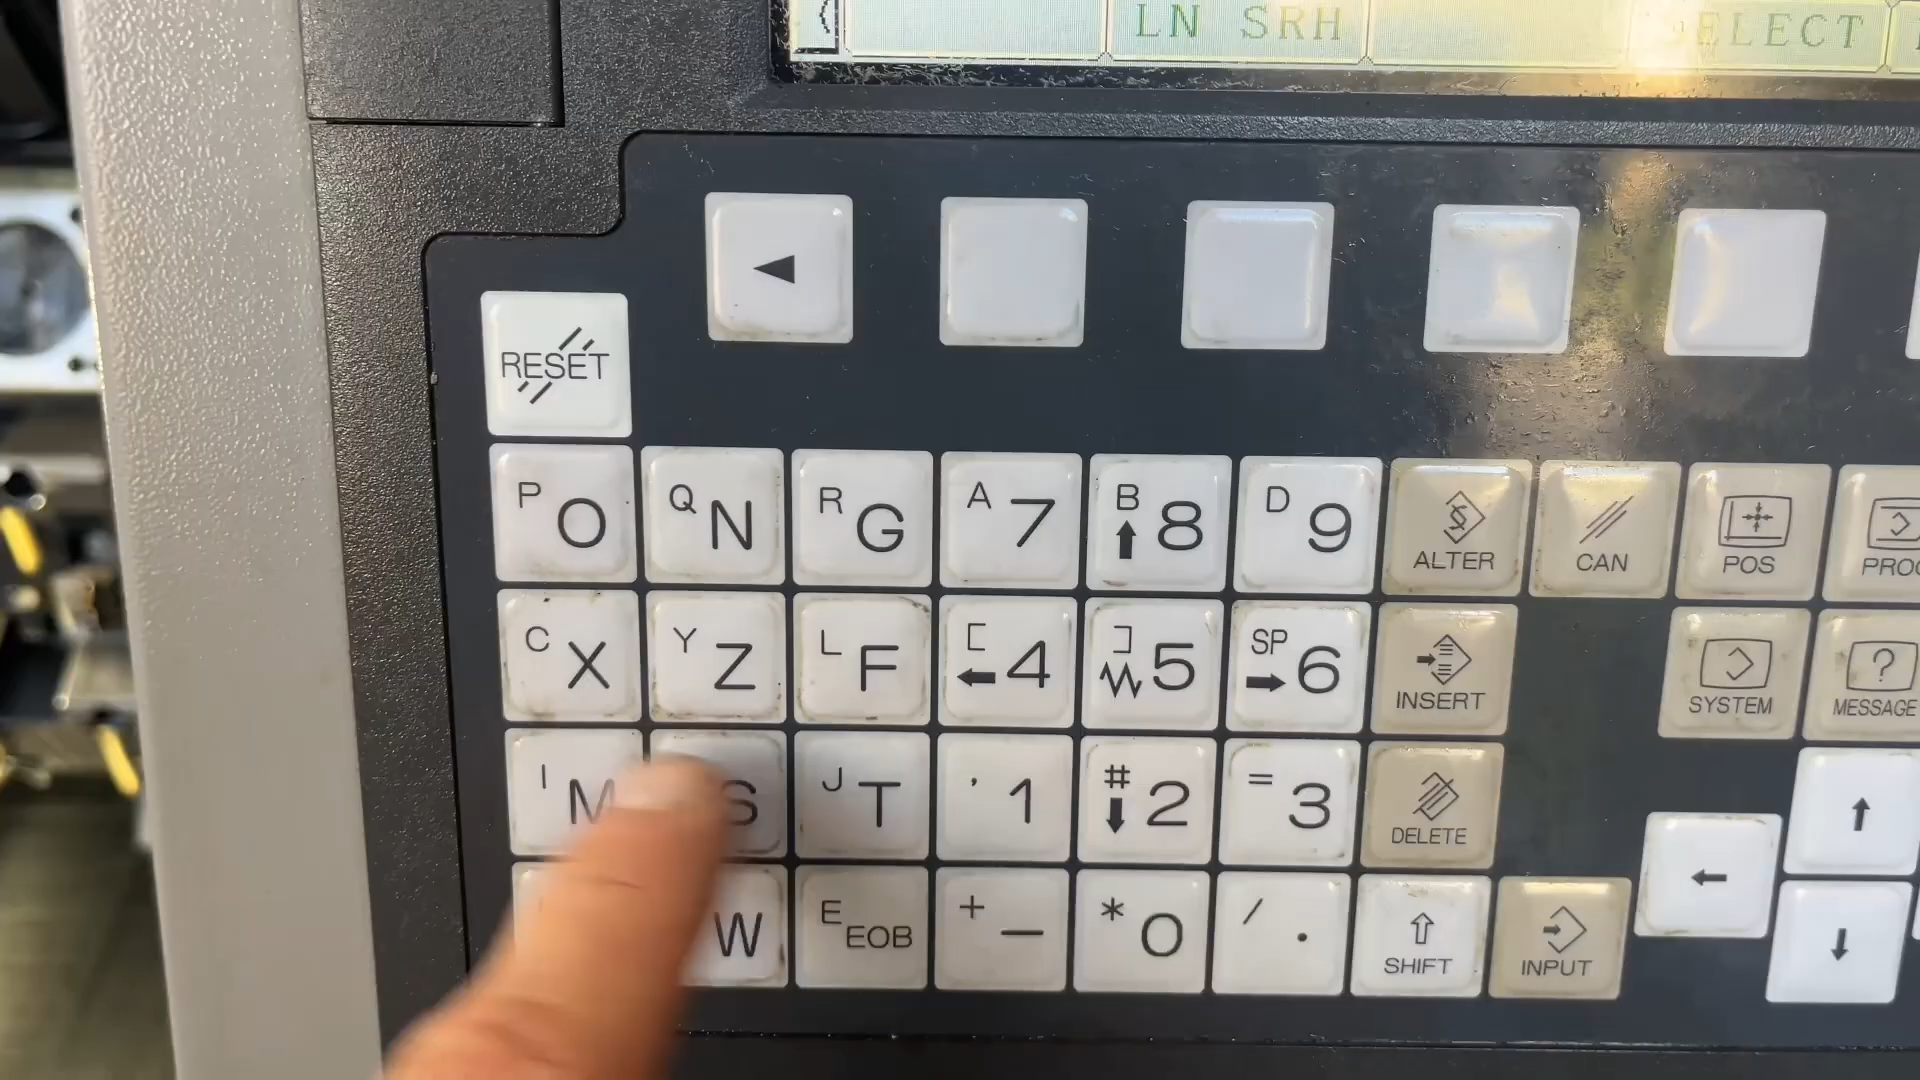 ( LN SRH ELECT
RESET
P O Q N R G A 7 B 8 D 9 ALTER CAN POS PROG
C X Y Z L F [ 4 ] 5 SP 6 INSERT SYSTEM ? MESSAGE
I M S J T , 1 # 2 = 3 DELETE
W E EOB + - * 0 / . SHIFT INPUT